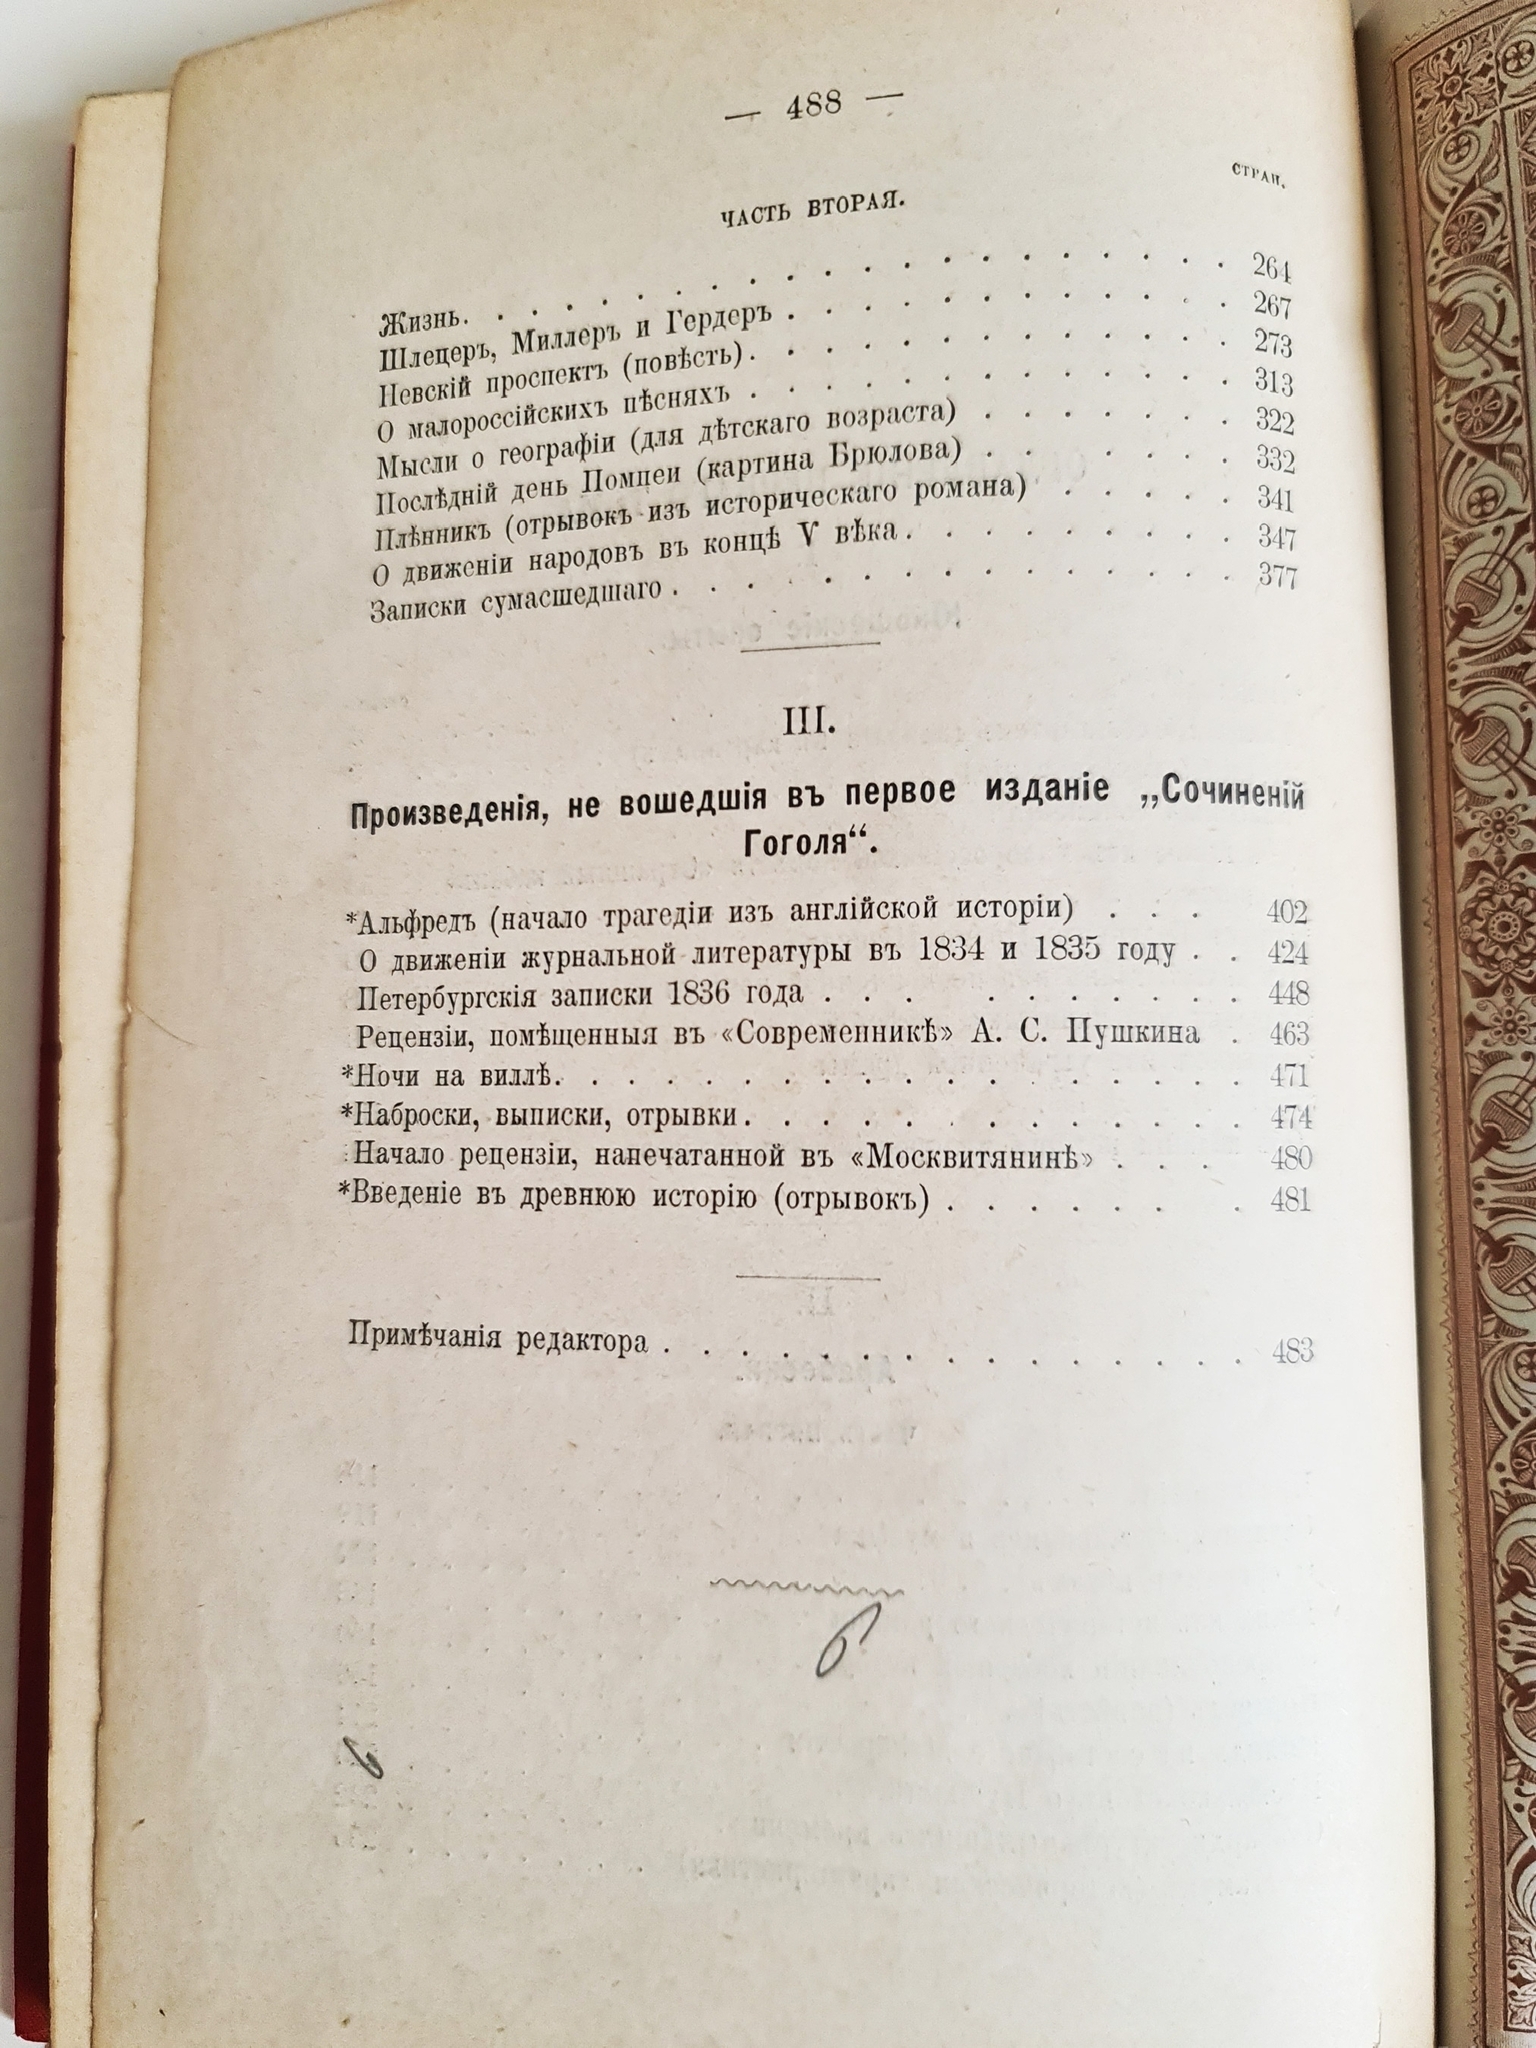 — 488 —
СТРАН.
ЧАСТЬ ВТОРАЯ.
Жизнь. . . . . . . . . . . . . . . . . . . . 264
Шлецеръ, Миллеръ и Гердеръ . . . . . . . . . . . . 267
Невскій проспектъ (повѣсть). . . . . . . . . . . . . 273
О малороссійскихъ пѣсняхъ . . . . . . . . . . . . . 313
Мысли о географіи (для дѣтскаго возраста) . . . . . . . 322
Послѣдній день Помпеи (картина Брюлова) . . . . . . 332
Плѣнникъ (отрывокъ изъ историческаго романа) . . . . . 341
О движеніи народовъ въ концѣ V вѣка . . . . . . . . . 347
Записки сумасшедшаго . . . . . . . . . . . . . . . 377
III.
Произведенія, не вошедшія въ первое изданіе „Сочиненій
Гоголя“.
*Альфредъ (начало трагедіи изъ англійской исторіи) . . . 402
О движеніи журнальной литературы въ 1834 и 1835 году . . 424
Петербургскія записки 1836 года . . . . . . . . . . 448
Рецензіи, помѣщенныя въ «Современникѣ» А. С. Пушкина . 463
*Ночи на виллѣ. . . . . . . . . . . . . . . . . . 471
*Наброски, выписки, отрывки. . . . . . . . . . . . . 474
Начало рецензіи, напечатанной въ «Москвитянинѣ» . . . 480
*Введеніе въ древнюю исторію (отрывокъ) . . . . . . . 481
Примѣчанія редактора . . . . . . . . . . . . . . . 483